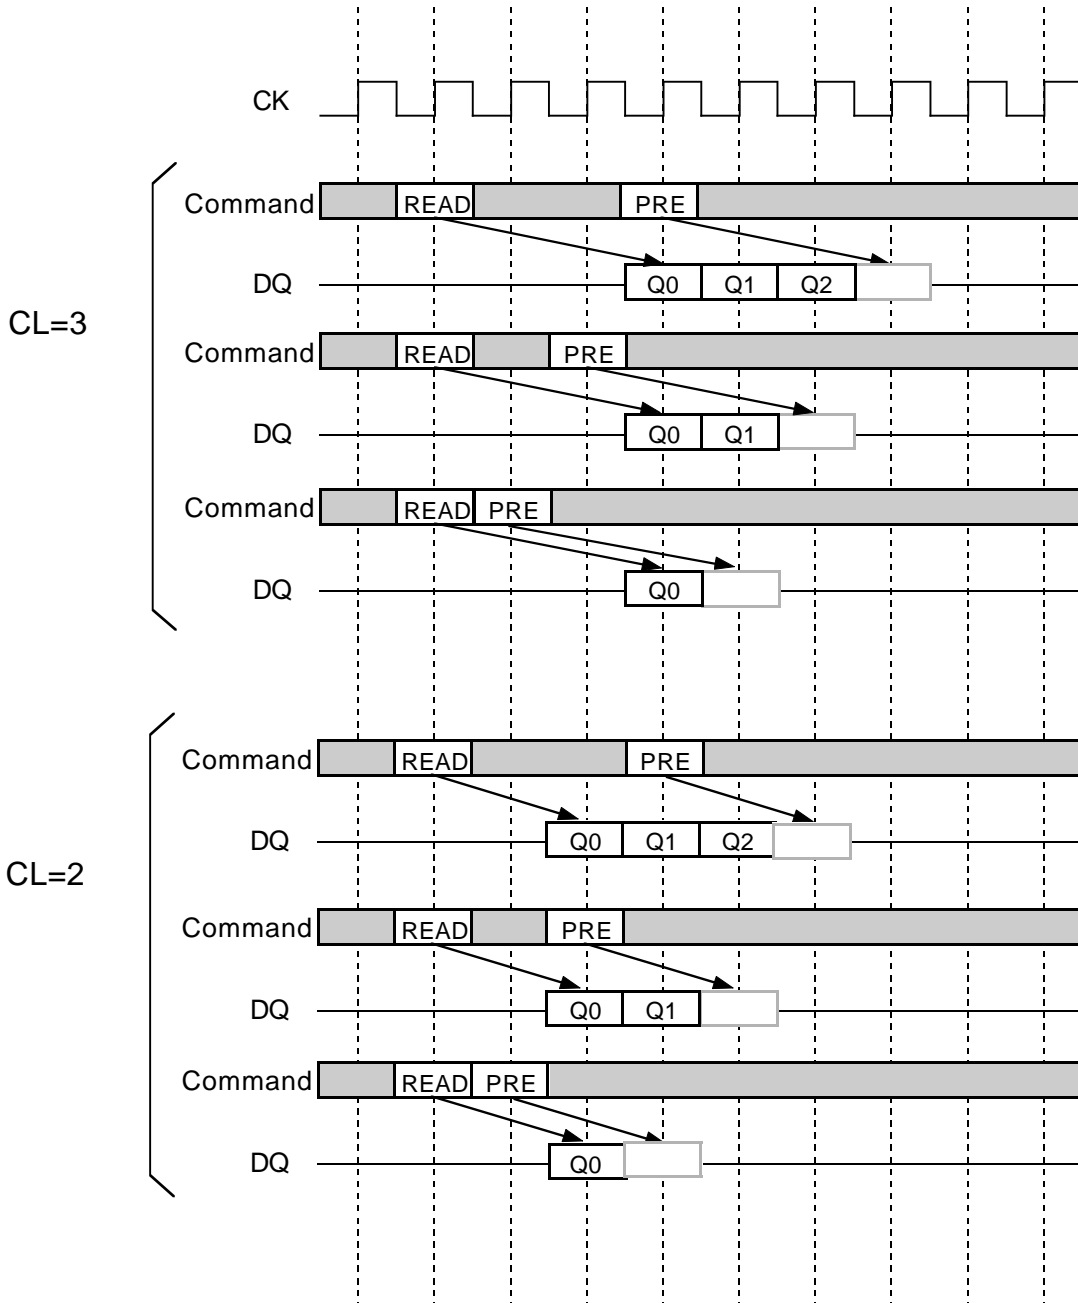 CK
CL=3
Command READ PRE
DQ Q0 Q1 Q2
Command READ PRE
DQ Q0 Q1
Command READ PRE
DQ Q0
CL=2
Command READ PRE
DQ Q0 Q1 Q2
Command READ PRE
DQ Q0 Q1
Command READ PRE
DQ Q0